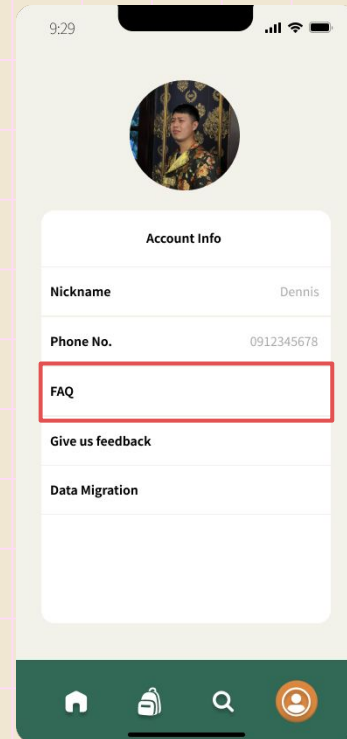 9:29
Account Info
Nickname Dennis
Phone No. 0912345678
FAQ
Give us feedback
Data Migration